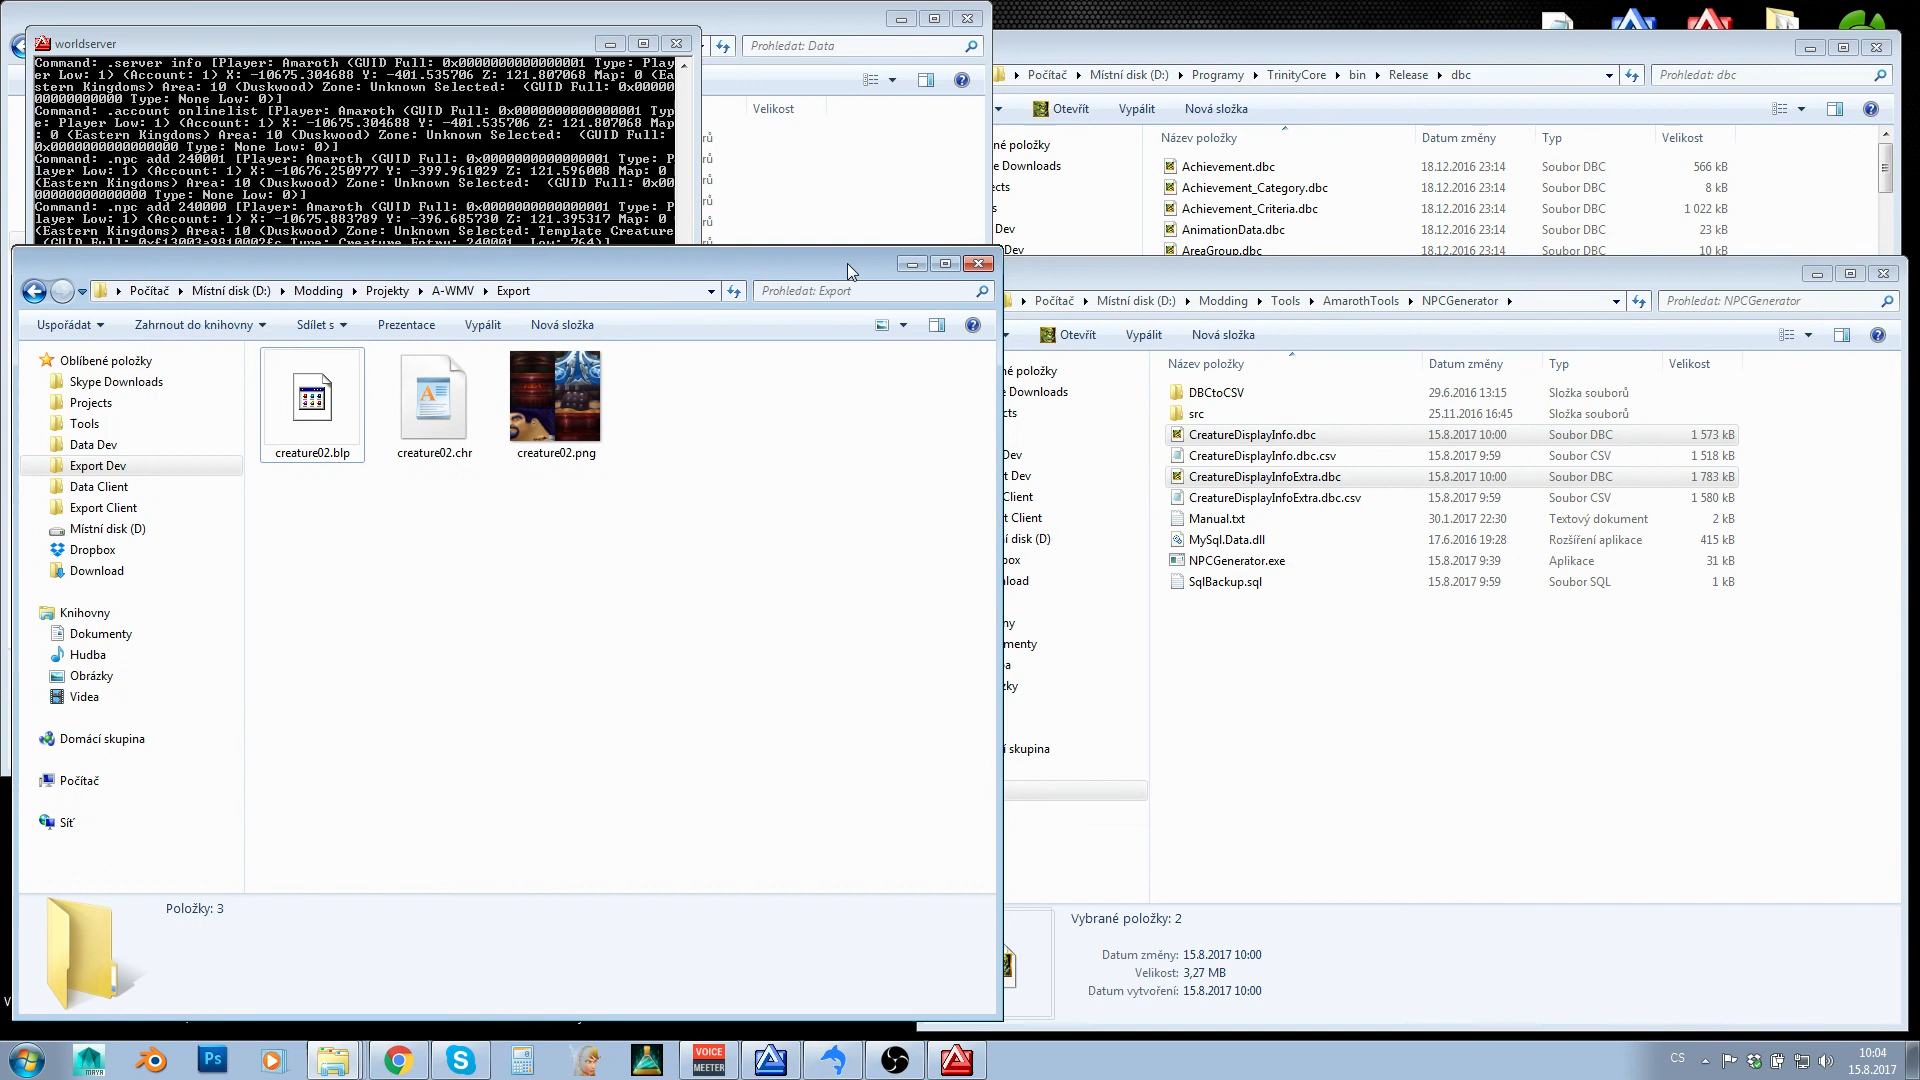 worldserver
Command: .server info [Player: Amaroth (GUID Full: 0x0000000000000001 Type: Play
er Low: 1) (Account: 1) X: -10675.304688 Y: -401.535706 Z: 121.807068 Map: 0 (Ea
stern Kingdoms) Area: 10 (Duskwood) Zone: Unknown Selected:  (GUID Full: 0x00000
00000000000 Type: None Low: 0)]
Command: .account onlinelist [Player: Amaroth (GUID Full: 0x0000000000000001 Typ
e: Player Low: 1) (Account: 1) X: -10675.304688 Y: -401.535706 Z: 121.807068 Map
: 0 (Eastern Kingdoms) Area: 10 (Duskwood) Zone: Unknown Selected:  (GUID Full:
0x0000000000000000 Type: None Low: 0)]
Command: .npc add 240001 [Player: Amaroth (GUID Full: 0x0000000000000001 Type: P
layer Low: 1) (Account: 1) X: -10676.250977 Y: -399.961029 Z: 121.596008 Map: 0
(Eastern Kingdoms) Area: 10 (Duskwood) Zone: Unknown Selected:  (GUID Full: 0x00
00000000000000 Type: None Low: 0)]
Command: .npc add 240000 [Player: Amaroth (GUID Full: 0x0000000000000001 Type: P
layer Low: 1) (Account: 1) X: -10675.883789 Y: -396.685730 Z: 121.395317 Map: 0
(Eastern Kingdoms) Area: 10 (Duskwood) Zone: Unknown Selected: Template Creature
Prohledat: Data
Velikost
Počítač Místní disk (D:) Programy TrinityCore bin Release dbc
Prohledat: dbc
Otevřít Vypálit Nová složka
Název položky Datum změny Typ Velikost
Achievement.dbc 18.12.2016 23:14 Soubor DBC 566 kB
Achievement_Category.dbc 18.12.2016 23:14 Soubor DBC 8 kB
Achievement_Criteria.dbc 18.12.2016 23:14 Soubor DBC 1 022 kB
AnimationData.dbc 18.12.2016 23:14 Soubor DBC 23 kB
AreaGroup.dbc 18.12.2016 23:14 Soubor DBC 10 kB
Počítač Místní disk (D:) Modding Projekty A-WMV Export
Prohledat: Export
Uspořádat Zahrnout do knihovny Sdílet s Prezentace Vypálit Nová složka
Oblíbené položky
Skype Downloads
Projects
Tools
Data Dev
Export Dev
Data Client
Export Client
Místní disk (D)
Dropbox
Download
Knihovny
Dokumenty
Hudba
Obrázky
Videa
Domácí skupina
Počítač
Síť
creature02.blp
creature02.chr
creature02.png
Položky: 3
Počítač Místní disk (D:) Modding Tools AmarothTools NPCGenerator
Prohledat: NPCGenerator
Otevřít Vypálit Nová složka
Název položky Datum změny Typ Velikost
DBCtoCSV 29.6.2016 13:15 Složka souborů
src 25.11.2016 16:45 Složka souborů
CreatureDisplayInfo.dbc 15.8.2017 10:00 Soubor DBC 1 573 kB
CreatureDisplayInfo.dbc.csv 15.8.2017 9:59 Soubor CSV 1 518 kB
CreatureDisplayInfoExtra.dbc 15.8.2017 10:00 Soubor DBC 1 783 kB
CreatureDisplayInfoExtra.dbc.csv 15.8.2017 9:59 Soubor CSV 1 580 kB
Manual.txt 30.1.2017 22:30 Textový dokument 2 kB
MySql.Data.dll 17.6.2016 19:28 Rozšíření aplikace 415 kB
NPCGenerator.exe 15.8.2017 9:39 Aplikace 31 kB
SqlBackup.sql 15.8.2017 9:59 Soubor SQL 1 kB
Vybrané položky: 2
Datum změny: 15.8.2017 10:00
Velikost: 3,27 MB
Datum vytvoření: 15.8.2017 10:00
MAYA
Ps
VOICE
MEETER
CS
10:04
15.8.2017